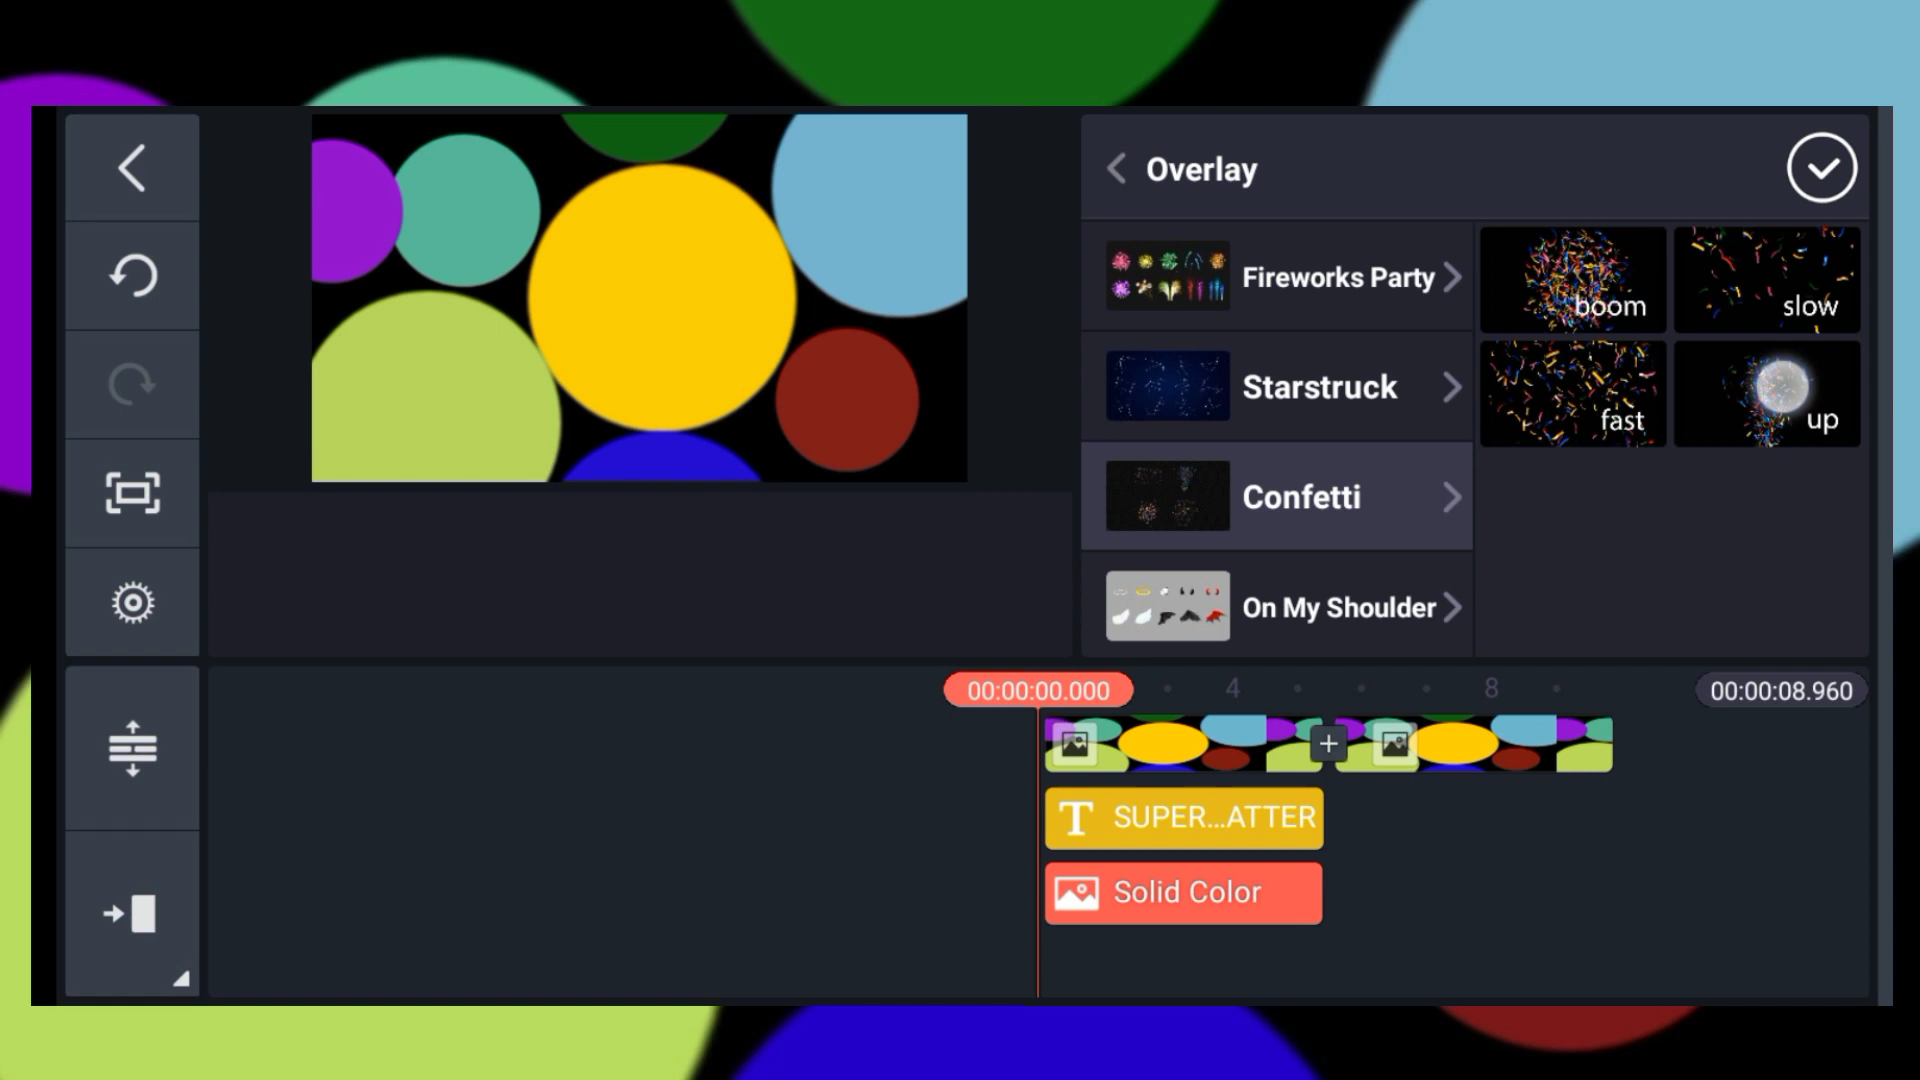 Overlay
Fireworks Party
Starstruck
Confetti
On My Shoulder
boom
slow
fast
up
00:00:00.000
4
8
00:00:08.960
SUPER...ATTER
Solid Color